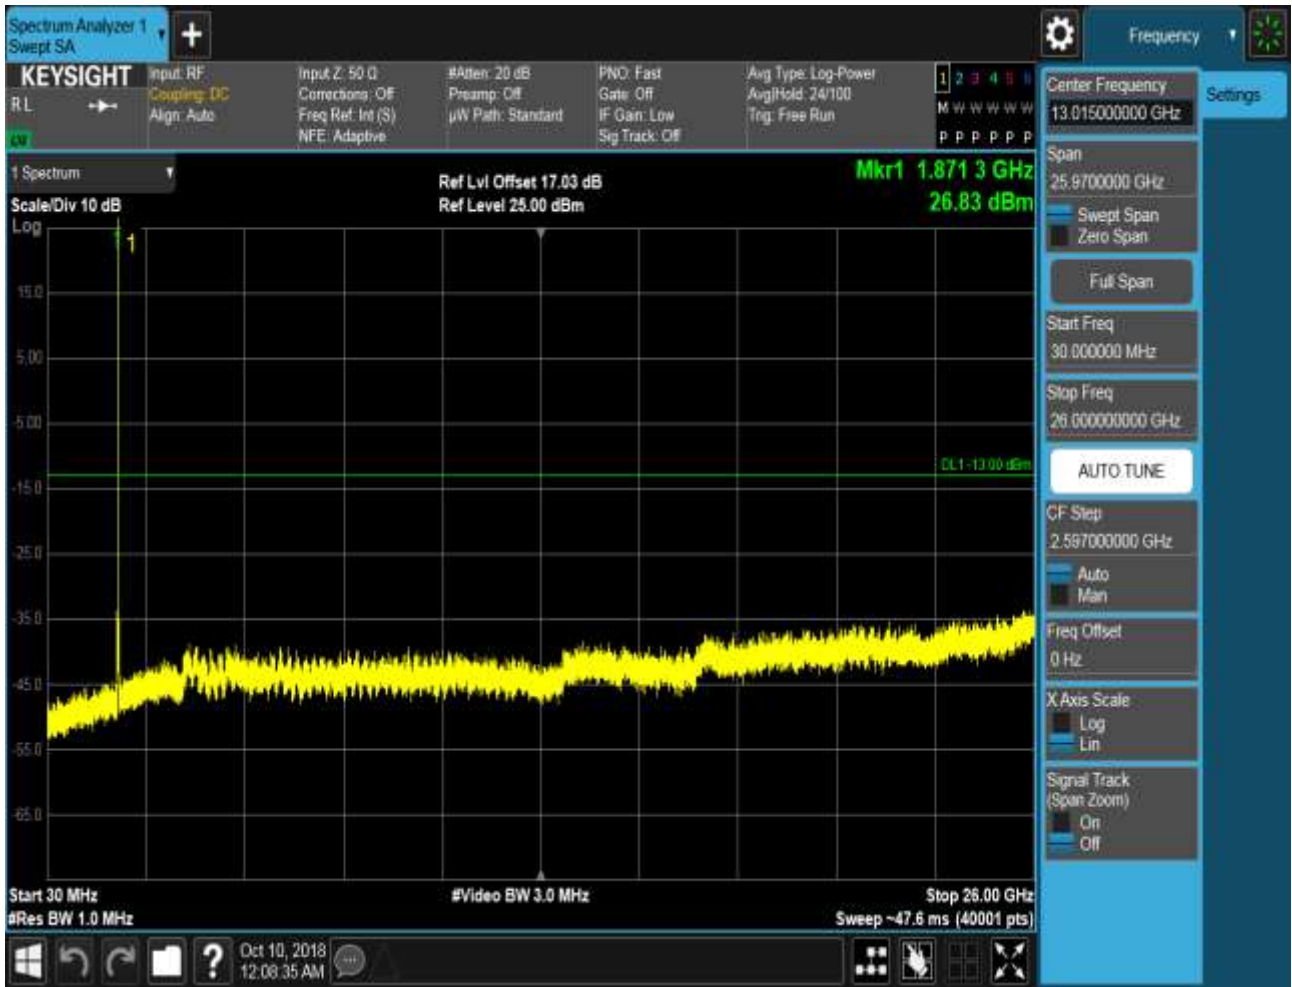 Spectrum Analyzer 1
Swept SA
+
Frequency
KEYSIGHT
RL
Input: RF
Coupling: DC
Align: Auto
Input Z: 50 Ω
Corrections: Off
Freq Ref: Int (S)
NFE: Adaptive
#Atten: 20 dB
Preamp: Off
µW Path: Standard
PNO: Fast
Gate: Off
IF Gain: Low
Sig Track: Off
Avg Type: Log-Power
Avg|Hold: 24/100
Trig: Free Run
1 2 3 4 5 6
M W W W W W
P P P P P P
1 Spectrum
Scale/Div 10 dB
Log
Ref Lvl Offset 17.03 dB
Ref Level 25.00 dBm
Mkr1 1.871 3 GHz
26.83 dBm
1
15.0
5.00
-5.00
DL1 -13.00 dBm
-15.0
-25.0
-35.0
-45.0
-55.0
-65.0
Start 30 MHz
#Video BW 3.0 MHz
Stop 26.00 GHz
#Res BW 1.0 MHz
Sweep ~47.6 ms (40001 pts)
Center Frequency
13.015000000 GHz
Settings
Span
25.9700000 GHz
Swept Span
Zero Span
Full Span
Start Freq
30.000000 MHz
Stop Freq
26.000000000 GHz
AUTO TUNE
CF Step
2.597000000 GHz
Auto
Man
Freq Offset
0 Hz
X Axis Scale
Log
Lin
Signal Track
(Span Zoom)
On
Off
?
Oct 10, 2018
12:08:35 AM